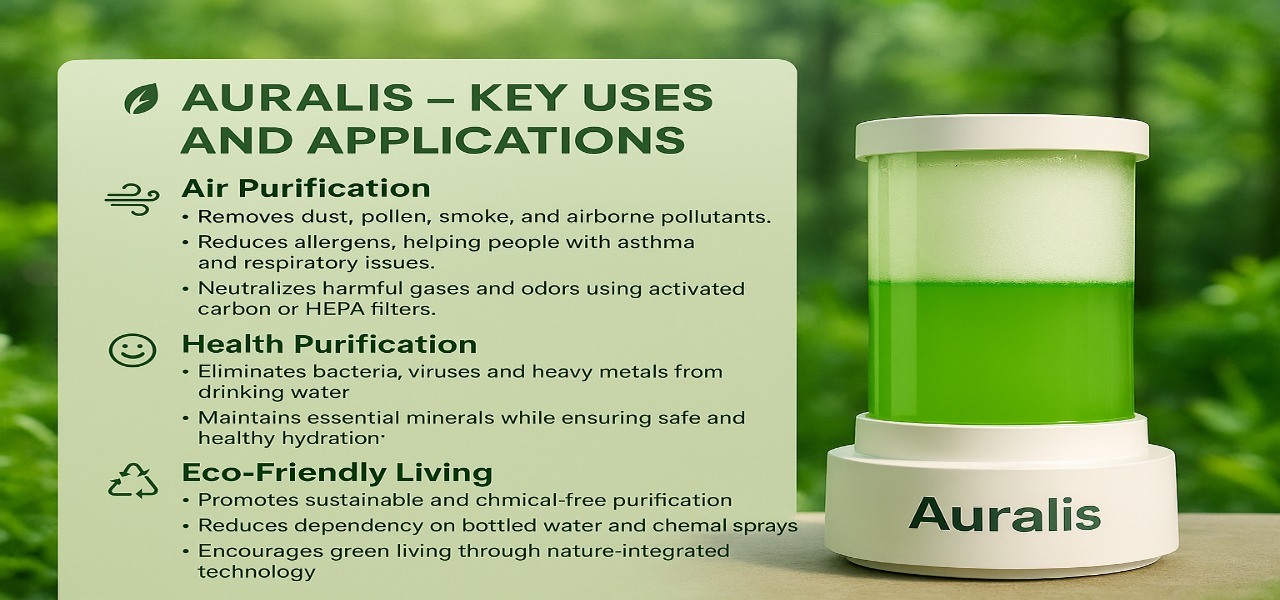 AURALIS – KEY USES
AND APPLICATIONS
Air Purification
• Removes dust, pollen, smoke, and airborne pollutants.
• Reduces allergens, helping people with asthma
and respiratory issues.
• Neutralizes harmful gases and odors using activated
carbon or HEPA filters.
Health Purification
• Eliminates bacteria, viruses and heavy metals from
drinking water
• Maintains essential minerals while ensuring safe and
healthy hydration·
Eco-Friendly Living
• Promotes sustainable and chmical-free purification
• Reduces dependency on bottled water and chemal sprays
• Encourages green living through nature-integrated
technology
Auralis